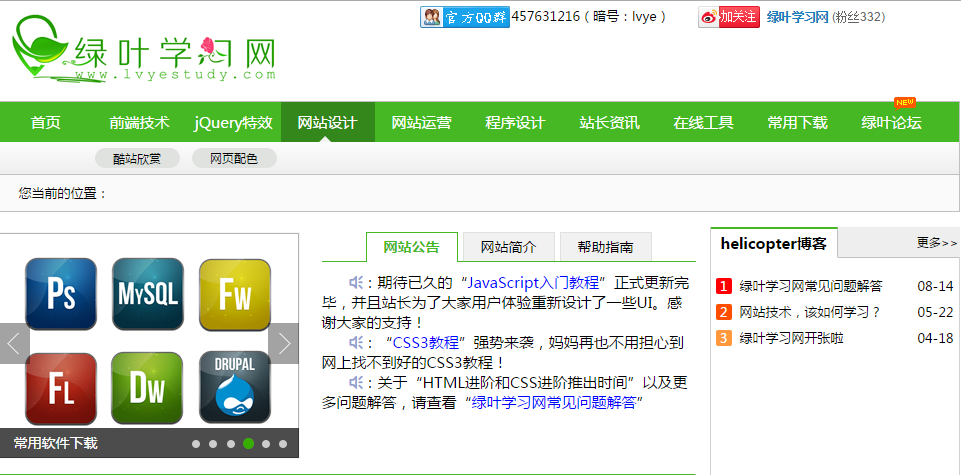 官方QQ群 457631216（暗号：lvye ） 加关注 绿叶学习网 (粉丝332)
绿叶学习网
www.lvyestudy.com
NEW
首页 前端技术 jQuery特效 网站设计 网站运营 程序设计 站长资讯 在线工具 常用下载 绿叶论坛
酷站欣赏 网页配色
您当前的位置：
网站公告 网站简介 帮助指南
helicopter博客 更多>>
：期待已久的“JavaScript入门教程”正式更新完
毕，并且站长为了大家用户体验重新设计了一些UI。感
谢大家的支持！
：“CSS3教程”强势来袭，妈妈再也不用担心到
网上找不到好的CSS3教程！
：关于“HTML进阶和CSS进阶推出时间”以及更
多问题解答，请查看“绿叶学习网常见问题解答”
1 绿叶学习网常见问题解答 08-14
2 网站技术，该如何学习？ 05-22
3 绿叶学习网开张啦 04-18
Ps MySQL Fw
FL Dw DRUPAL
常用软件下载